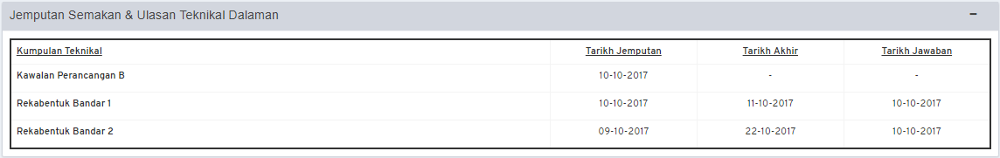 Jemputan Semakan & Ulasan Teknikal Dalaman
Kumpulan Teknikal Tarikh Jemputan Tarikh Akhir Tarikh Jawaban
Kawalan Perancangan B 10-10-2017 - -
Rekabentuk Bandar 1 10-10-2017 11-10-2017 10-10-2017
Rekabentuk Bandar 2 09-10-2017 22-10-2017 10-10-2017